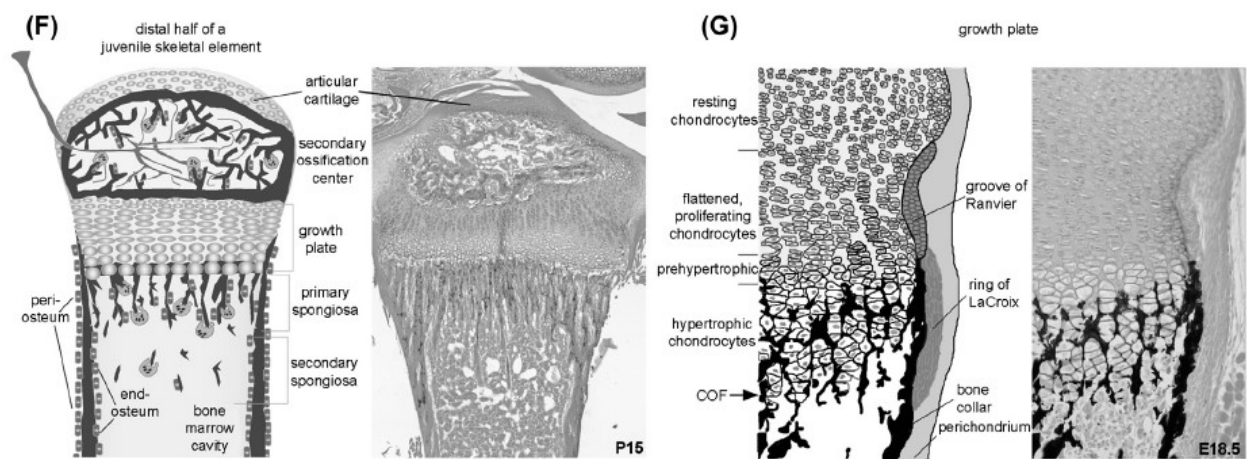 (F)
distal half of a
juvenile skeletal element
articular
cartilage
secondary
ossification
center
growth
plate
peri-
osteum
primary
spongiosa
secondary
spongiosa
end-
osteum
bone
marrow
cavity
P15
(G)
growth plate
resting
chondrocytes
groove of
Ranvier
flattened,
proliferating
chondrocytes
prehypertrophic
ring of
LaCroix
hypertrophic
chondrocytes
COF
bone
collar
perichondrium
E18.5